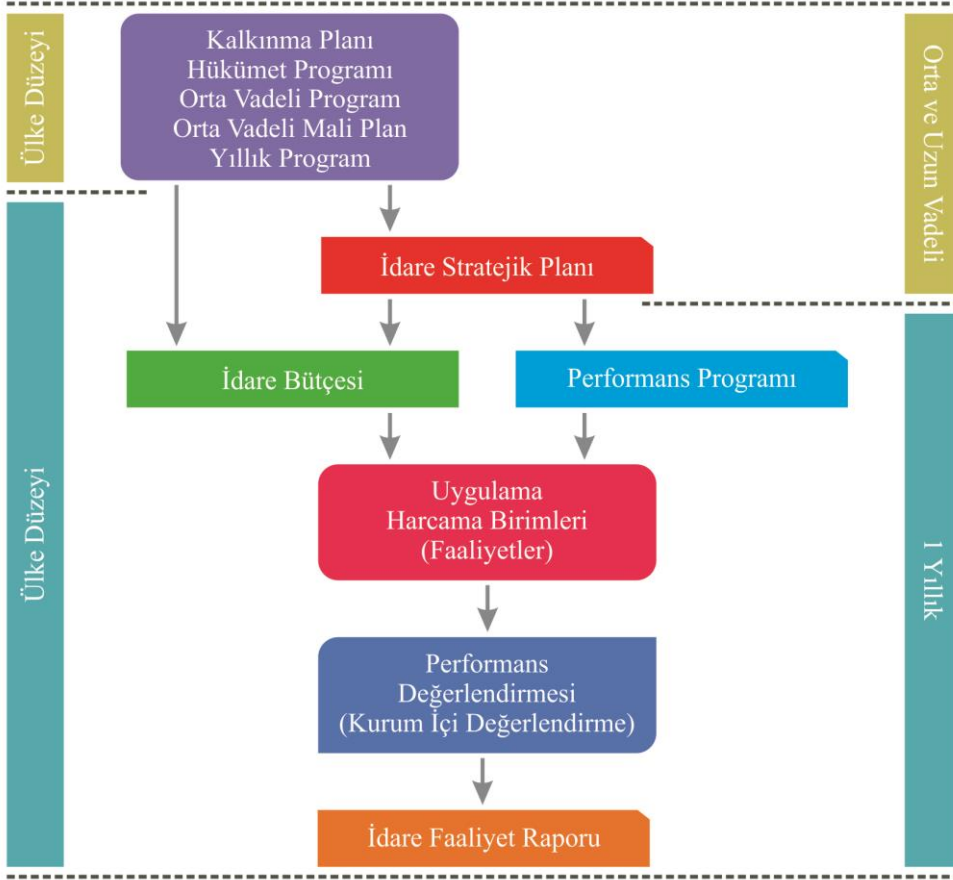 Ülke Düzeyi
Kalkınma Planı
Hükümet Programı
Orta Vadeli Program
Orta Vadeli Mali Plan
Yıllık Program
Orta ve Uzun Vadeli
İdare Stratejik Planı
İdare Bütçesi
Performans Programı
Ülke Düzeyi
Uygulama
Harcama Birimleri
(Faaliyetler)
1 Yıllık
Performans
Değerlendirmesi
(Kurum İçi Değerlendirme)
İdare Faaliyet Raporu